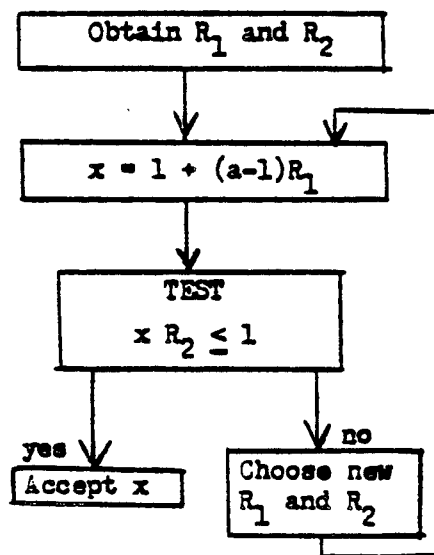 Obtain R₁ and R₂
x = 1 + (a-1)R₁
TEST
x R₂ ≤ 1
yes
no
Accept x
Choose new
R₁ and R₂